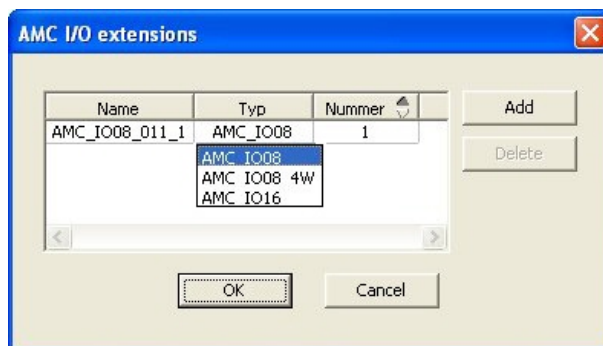 AMC I/O extensions
Name Typ Nummer
AMC_IO08_011_1 AMC_IO08 1
AMC_IO08
AMC_IO08_4W
AMC_IO16
Add
Delete
OK Cancel